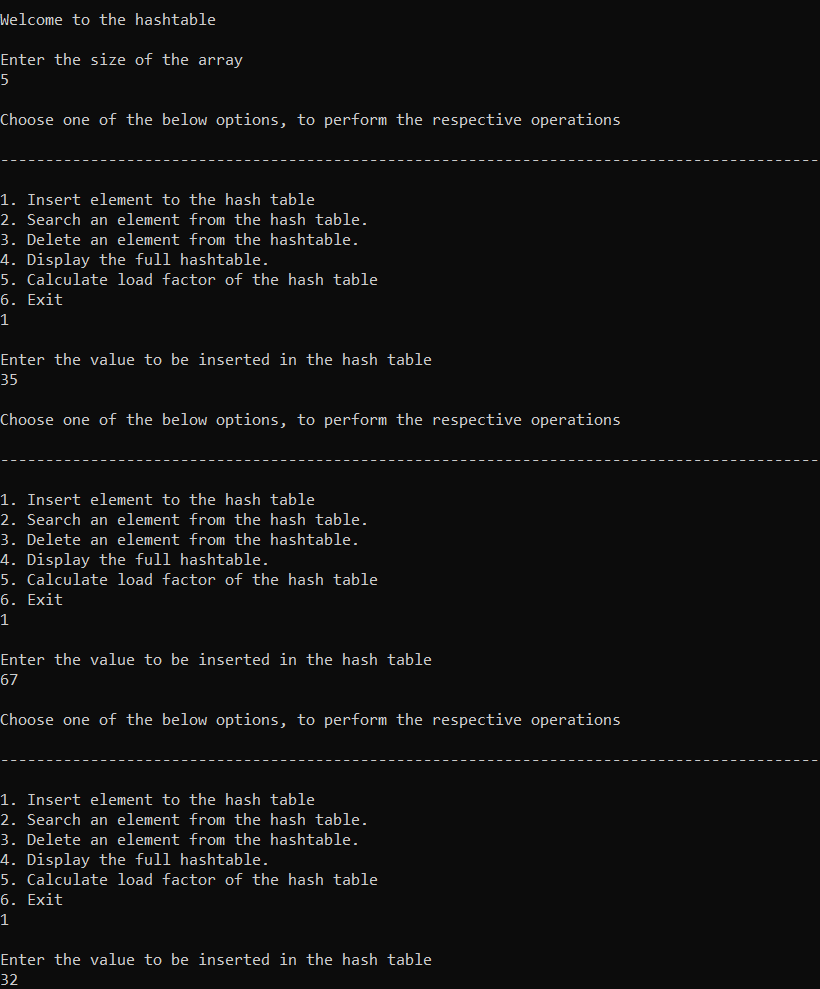 Welcome to the hashtable
Enter the size of the array
5
Choose one of the below options, to perform the respective operations
-------------------------------------------------------------------------------------------
1. Insert element to the hash table
2. Search an element from the hash table.
3. Delete an element from the hashtable.
4. Display the full hashtable.
5. Calculate load factor of the hash table
6. Exit
1
Enter the value to be inserted in the hash table
35
Choose one of the below options, to perform the respective operations
-------------------------------------------------------------------------------------------
1. Insert element to the hash table
2. Search an element from the hash table.
3. Delete an element from the hashtable.
4. Display the full hashtable.
5. Calculate load factor of the hash table
6. Exit
1
Enter the value to be inserted in the hash table
67
Choose one of the below options, to perform the respective operations
-------------------------------------------------------------------------------------------
1. Insert element to the hash table
2. Search an element from the hash table.
3. Delete an element from the hashtable.
4. Display the full hashtable.
5. Calculate load factor of the hash table
6. Exit
1
Enter the value to be inserted in the hash table
32